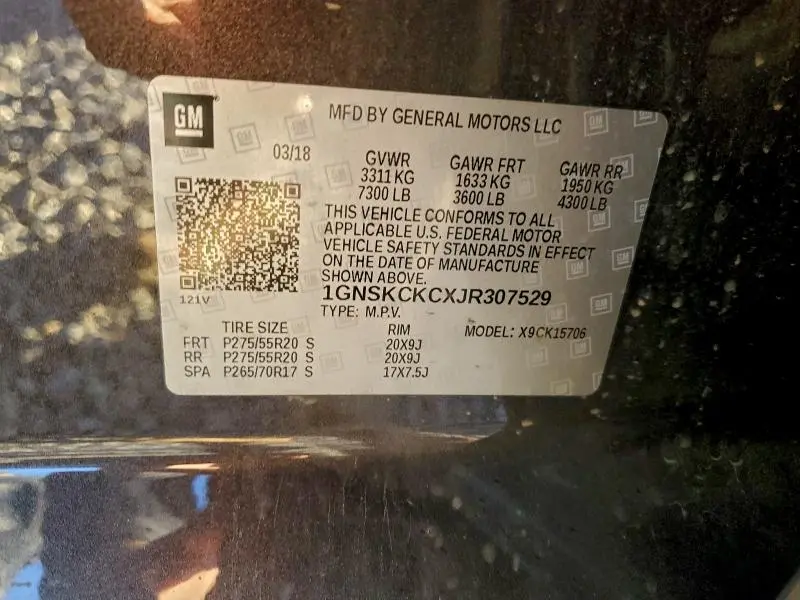 GM
MFD BY GENERAL MOTORS LLC
03/18
GVWR GAWR FRT GAWR RR
3311 KG 1633 KG 1950 KG
7300 LB 3600 LB 4300 LB
THIS VEHICLE CONFORMS TO ALL
APPLICABLE U.S. FEDERAL MOTOR
VEHICLE SAFETY STANDARDS IN EFFECT
ON THE DATE OF MANUFACTURE
SHOWN ABOVE.
121V
1GNSKCKCXJR307529
TYPE: M.P.V.
TIRE SIZE RIM MODEL: X9CK15706
FRT P275/55R20 S 20X9J
RR P275/55R20 S 20X9J
SPA P265/70R17 S 17X7.5J